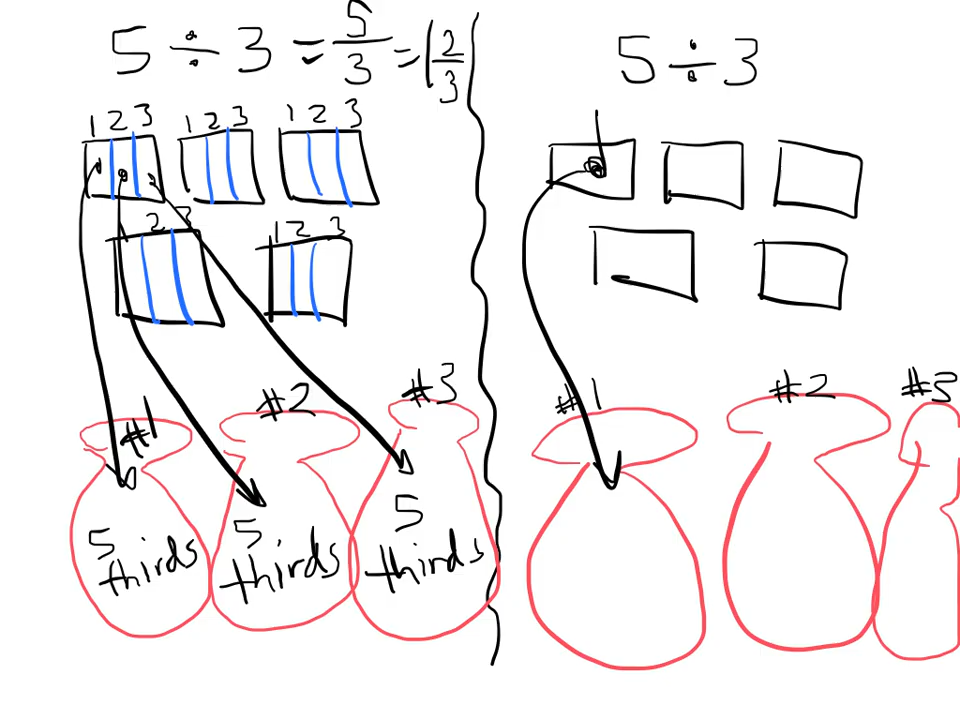 5 ÷ 3 = 5/3 = 1 2/3
1 2 3 1 2 3 1 2 3
2 3 1 2 3
#1 #2 #3
5 thirds 5 thirds 5 thirds
5 ÷ 3
#1 #2 #3